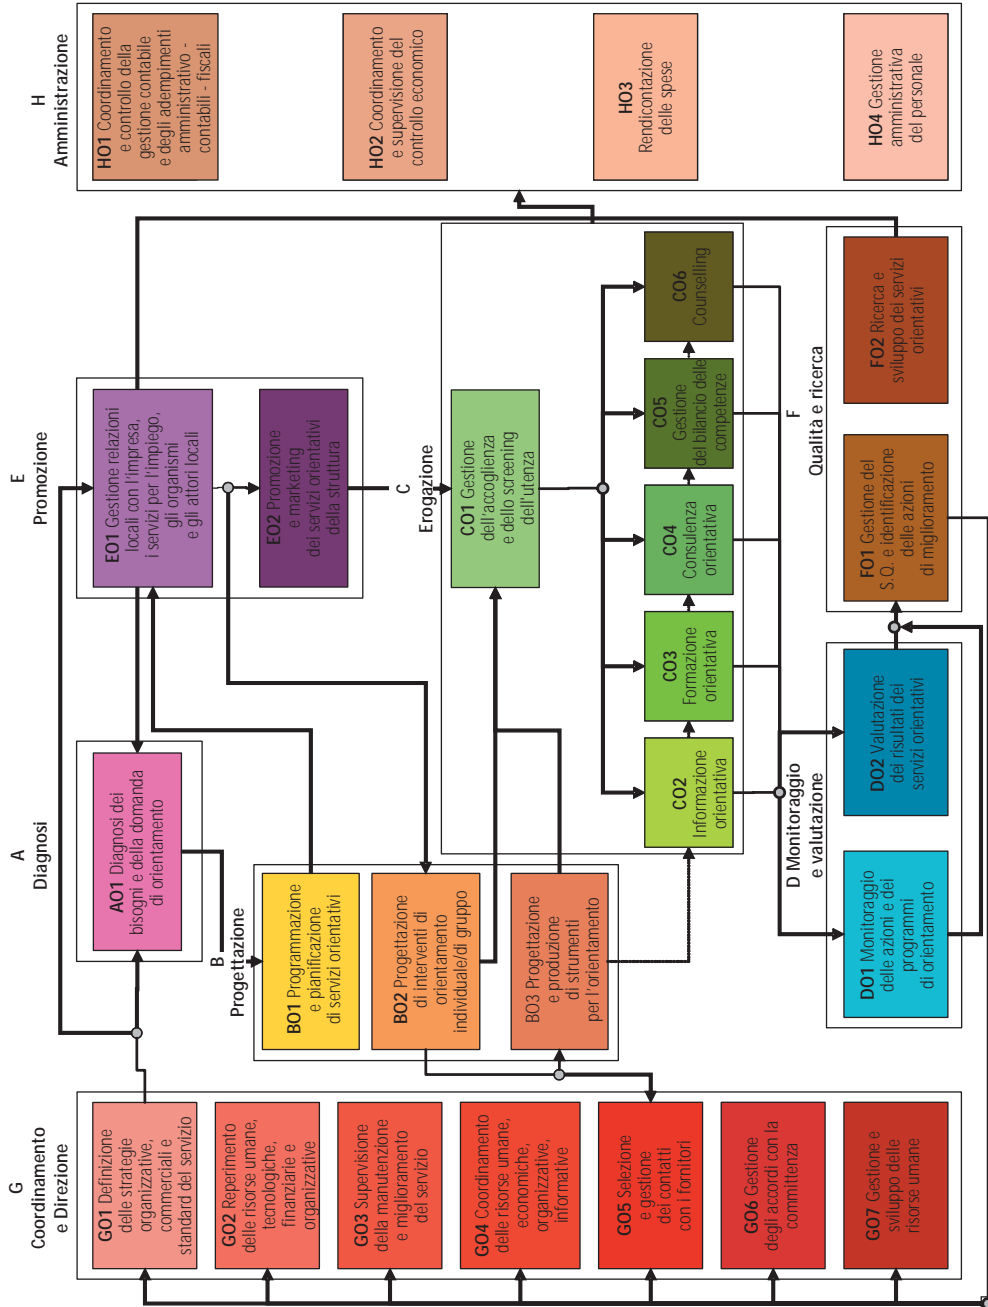 G
Coordinamento
e Direzione
GO1 Definizione
delle strategie
organizzative,
commerciali e
standard del servizio
GO2 Reperimento
delle risorse umane,
tecnologiche,
finanziarie e
organizzative
GO3 Supervisione
della manutenzione
e miglioramento
del servizio
GO4 Coordinamento
delle risorse umane,
economiche,
organizzative,
informative
GO5 Selezione
e gestione
dei contatti
con i fornitori
GO6 Gestione
degli accordi con la
committenza
GO7 Gestione e
sviluppo delle
risorse umane
A
Diagnosi
AO1 Diagnosi dei
bisogni e della domanda
di orientamento
B
Progettazione
BO1 Programmazione
e pianificazione
di servizi orientativi
BO2 Progettazione
di interventi di
orientamento
individuale/di gruppo
BO3 Progettazione
e produzione
di strumenti
per l'orientamento
E
Promozione
EO1 Gestione relazioni
locali con l'impresa,
i servizi per l'impiego,
gli organismi
e gli attori locali
EO2 Promozione
e marketing
dei servizi orientativi
della struttura
C
Erogazione
CO1 Gestione
dell'accoglienza
e dello screening
dell'utenza
CO2
Informazione
orientativa
CO3
Formazione
orientativa
CO4
Consulenza
orientativa
CO5
Gestione
del bilancio delle
competenze
CO6
Counselling
D Monitoraggio
e valutazione
DO1 Monitoraggio
delle azioni e dei
programmi
di orientamento
DO2 Valutazione
dei risultati dei
servizi orientativi
F
Qualità e ricerca
FO1 Gestione del
S.Q. e identificazione
delle azioni
di miglioramento
FO2 Ricerca e
sviluppo dei servizi
orientativi
H
Amministrazione
HO1 Coordinamento
e controllo della
gestione contabile
e degli adempimenti
amministrativo -
contabili - fiscali
HO2 Coordinamento
e supervisione del
controllo economico
HO3
Rendicontazione
delle spese
HO4 Gestione
amministrativa
del personale